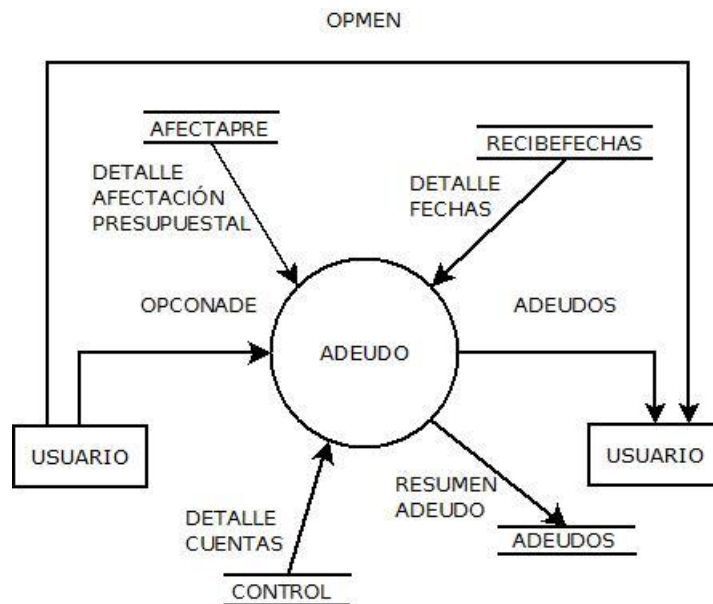 OPMEN
AFECTAPRE
RECIBEFECHAS
DETALLE
AFECTACIÓN
PRESUPUESTAL
DETALLE
FECHAS
OPCONADE
ADEUDOS
ADEUDO
USUARIO
USUARIO
RESUMEN
ADEUDO
DETALLE
CUENTAS
ADEUDOS
CONTROL